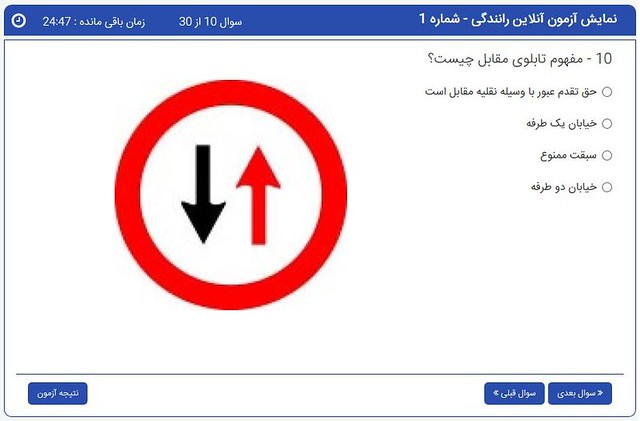 نمایش آزمون آنلاین رانندگی - شماره 1
سوال 10 از 30
زمان باقی مانده : 24:47
10 - مفهوم تابلوی مقابل چیست؟
حق تقدم عبور با وسیله نقلیه مقابل است
خیابان یک طرفه
سبقت ممنوع
خیابان دو طرفه
« سوال بعدی
سوال قبلی »
نتیجه آزمون